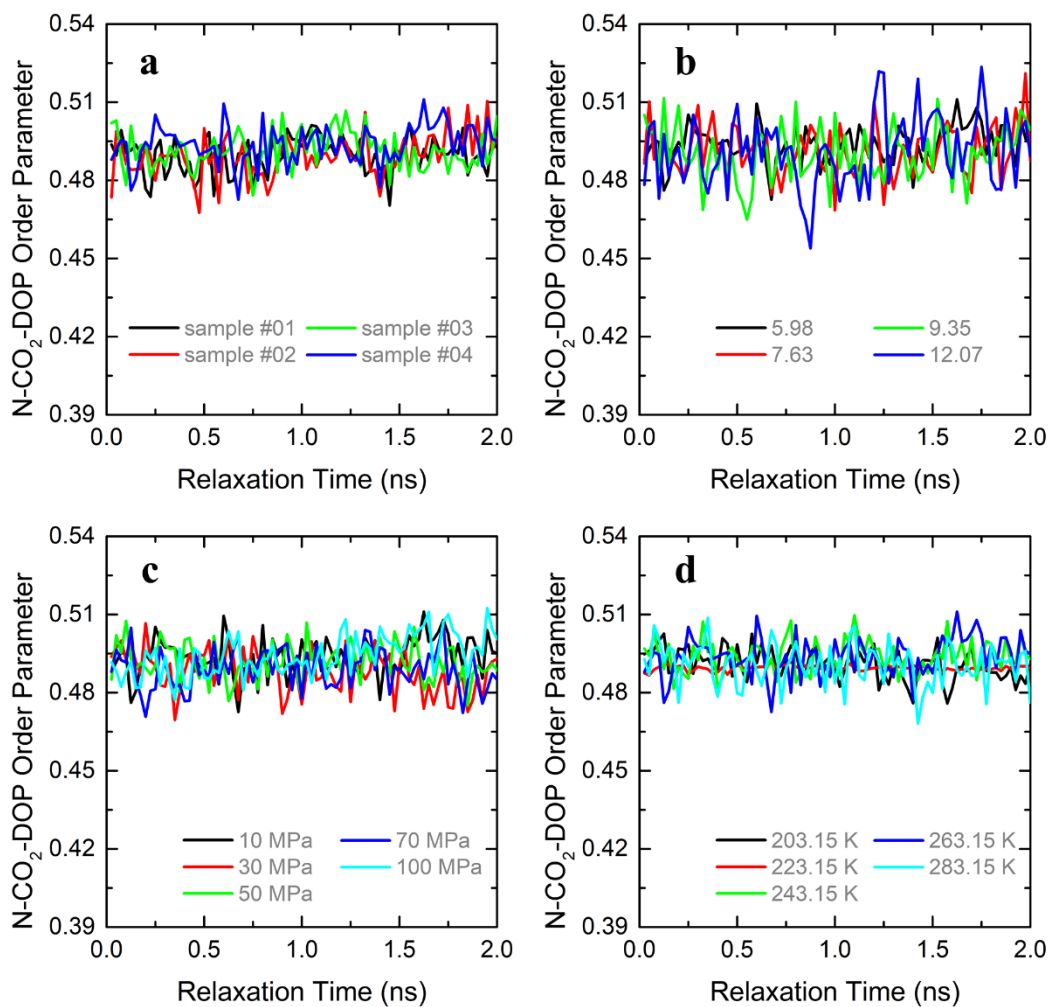 a
N-CO₂-DOP Order Parameter
0.54
0.51
0.48
0.45
0.42
0.39
sample #01 sample #03
sample #02 sample #04
0.0 0.5 1.0 1.5 2.0
Relaxation Time (ns)
b
N-CO₂-DOP Order Parameter
0.54
0.51
0.48
0.45
0.42
0.39
5.98 9.35
7.63 12.07
0.0 0.5 1.0 1.5 2.0
Relaxation Time (ns)
c
N-CO₂-DOP Order Parameter
0.54
0.51
0.48
0.45
0.42
0.39
10 MPa 70 MPa
30 MPa 100 MPa
50 MPa
0.0 0.5 1.0 1.5 2.0
Relaxation Time (ns)
d
N-CO₂-DOP Order Parameter
0.54
0.51
0.48
0.45
0.42
0.39
203.15 K 263.15 K
223.15 K 283.15 K
243.15 K
0.0 0.5 1.0 1.5 2.0
Relaxation Time (ns)